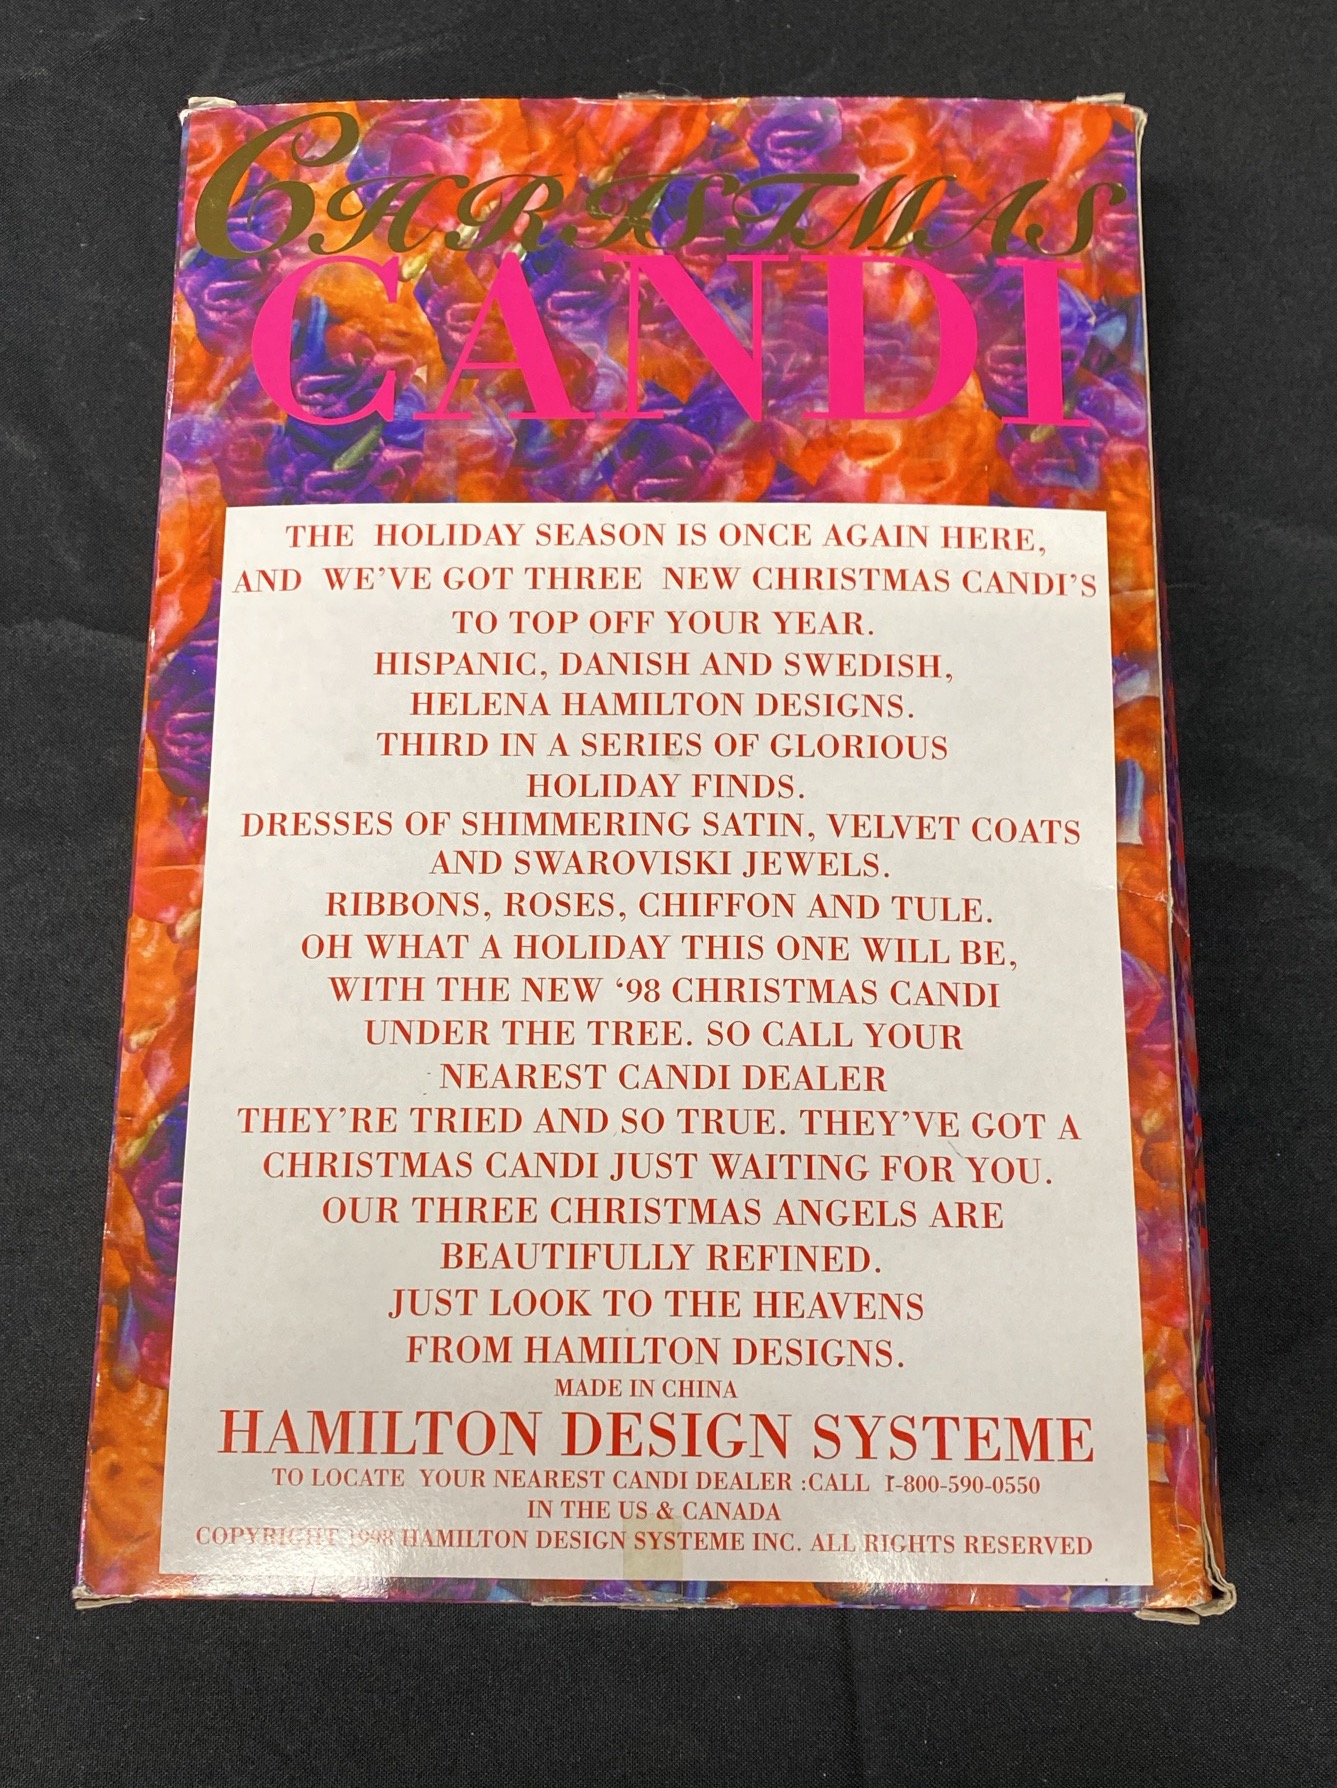 CHRISTMAS
CANDI
THE HOLIDAY SEASON IS ONCE AGAIN HERE,
AND WE'VE GOT THREE NEW CHRISTMAS CANDI'S
TO TOP OFF YOUR YEAR.
HISPANIC, DANISH AND SWEDISH,
HELENA HAMILTON DESIGNS.
THIRD IN A SERIES OF GLORIOUS
HOLIDAY FINDS.
DRESSES OF SHIMMERING SATIN, VELVET COATS
AND SWAROVISKI JEWELS.
RIBBONS, ROSES, CHIFFON AND TULE.
OH WHAT A HOLIDAY THIS ONE WILL BE,
WITH THE NEW '98 CHRISTMAS CANDI
UNDER THE TREE. SO CALL YOUR
NEAREST CANDI DEALER
THEY'RE TRIED AND SO TRUE. THEY'VE GOT A
CHRISTMAS CANDI JUST WAITING FOR YOU.
OUR THREE CHRISTMAS ANGELS ARE
BEAUTIFULLY REFINED.
JUST LOOK TO THE HEAVENS
FROM HAMILTON DESIGNS.
MADE IN CHINA
HAMILTON DESIGN SYSTEME
TO LOCATE YOUR NEAREST CANDI DEALER :CALL 1-800-590-0550
IN THE US & CANADA
COPYRIGHT 1998 HAMILTON DESIGN SYSTEME INC. ALL RIGHTS RESERVED